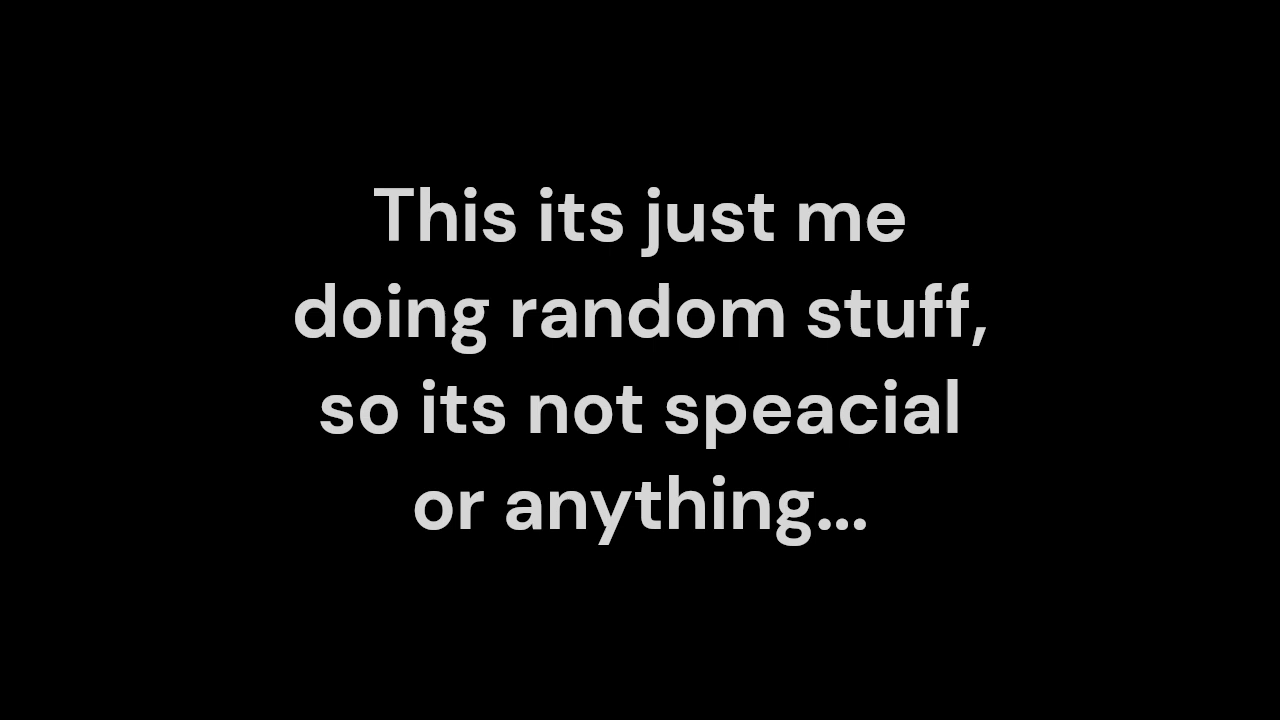 This its just me
doing random stuff,
so its not speacial
or anything...